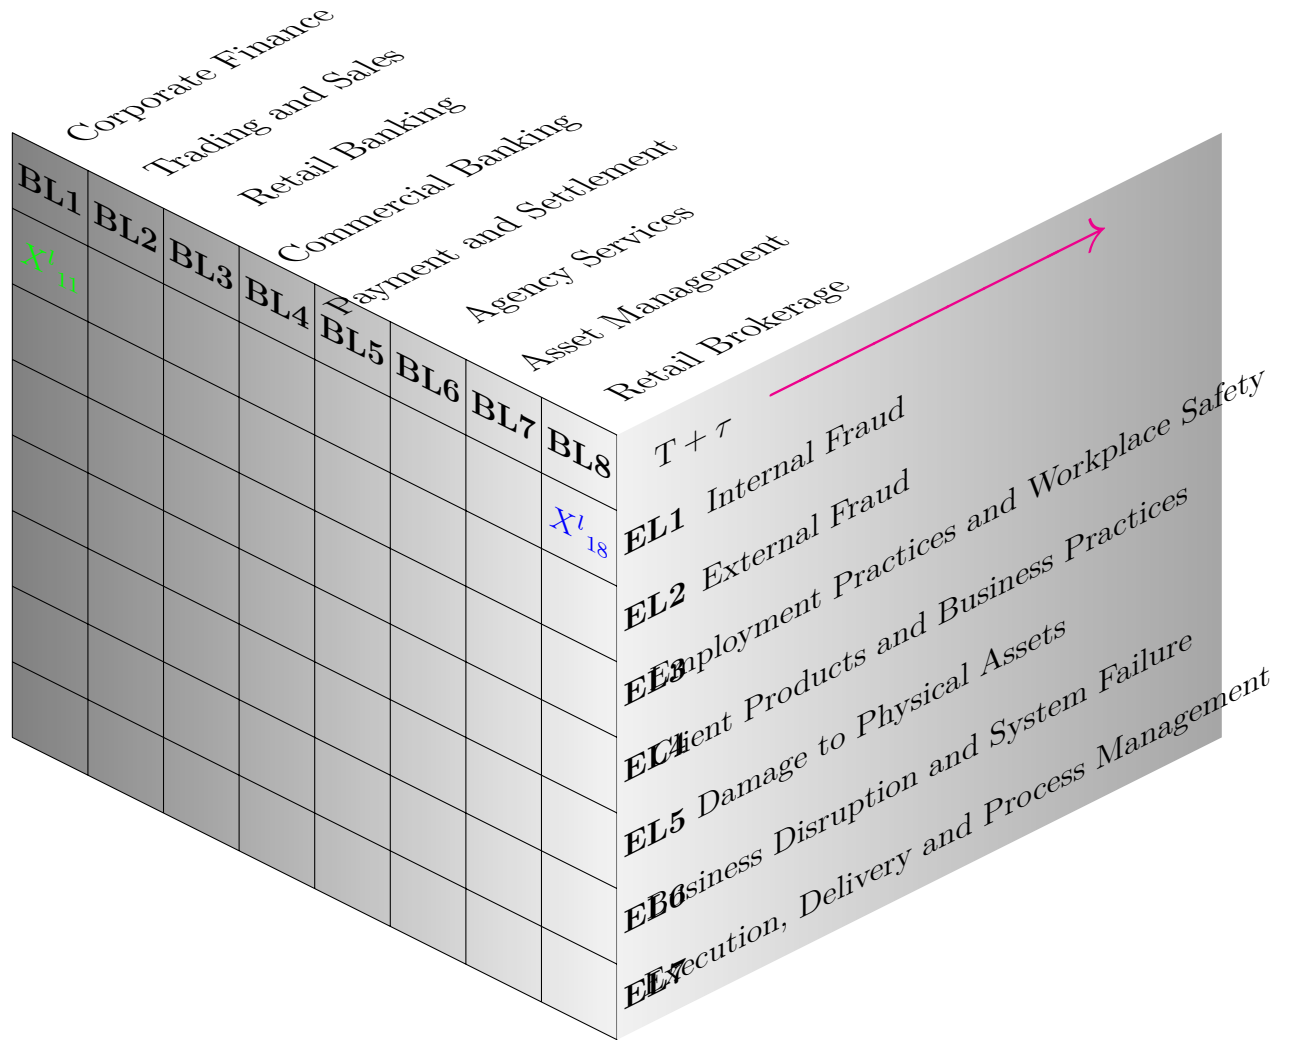 Corporate Finance
Trading and Sales
Retail Banking
Commercial Banking
Payment and Settlement
Agency Services
Asset Management
Retail Brokerage
BL1 BL2 BL3 BL4 BL5 BL6 BL7 BL8
X^l_11
X^l_18
T + τ
EL1 Internal Fraud
EL2 External Fraud
EL3 Employment Practices and Workplace Safety
EL4 Client Products and Business Practices
EL5 Damage to Physical Assets
EL6 Business Disruption and System Failure
EL7 Execution, Delivery and Process Management